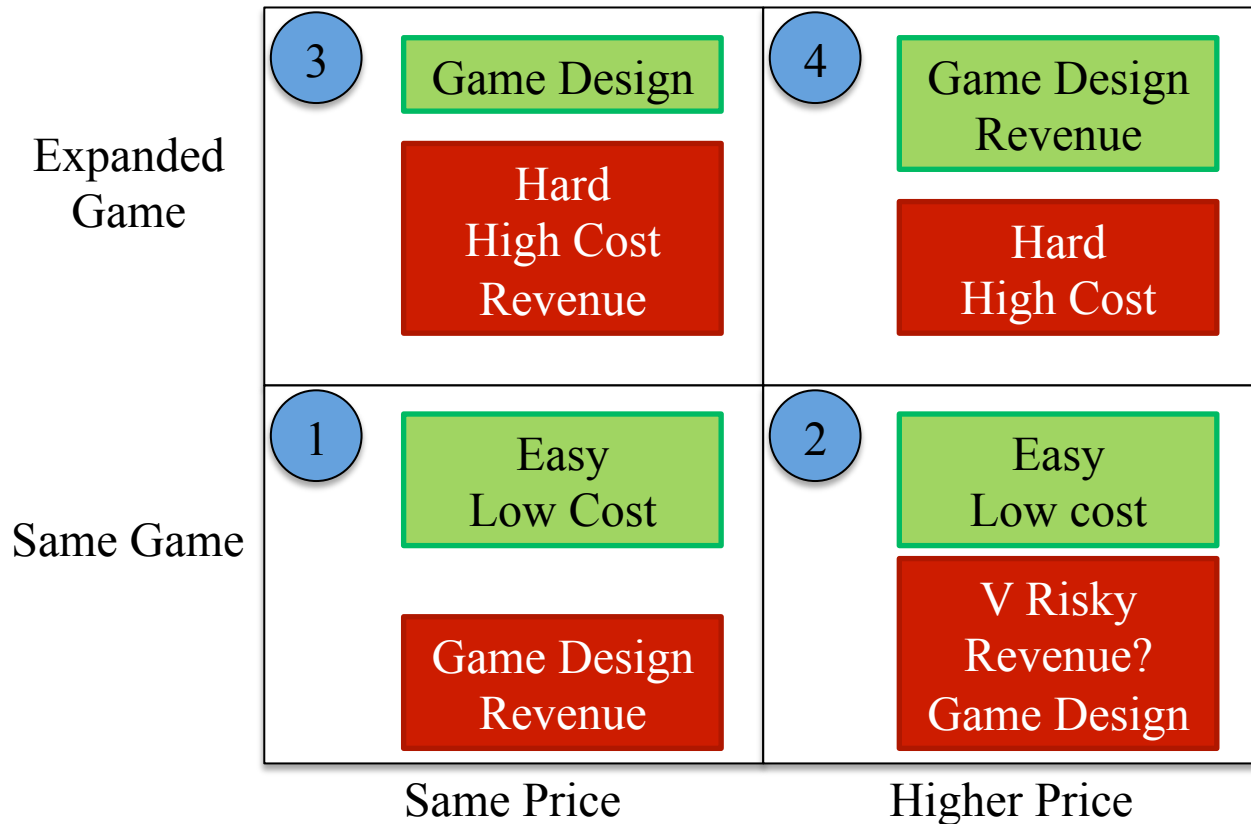 3
Game Design
Hard
High Cost
Revenue
4
Game Design
Revenue
Hard
High Cost
Expanded
Game
1
Easy
Low Cost
Game Design
Revenue
2
Easy
Low cost
V Risky
Revenue?
Game Design
Same Game
Same Price
Higher Price